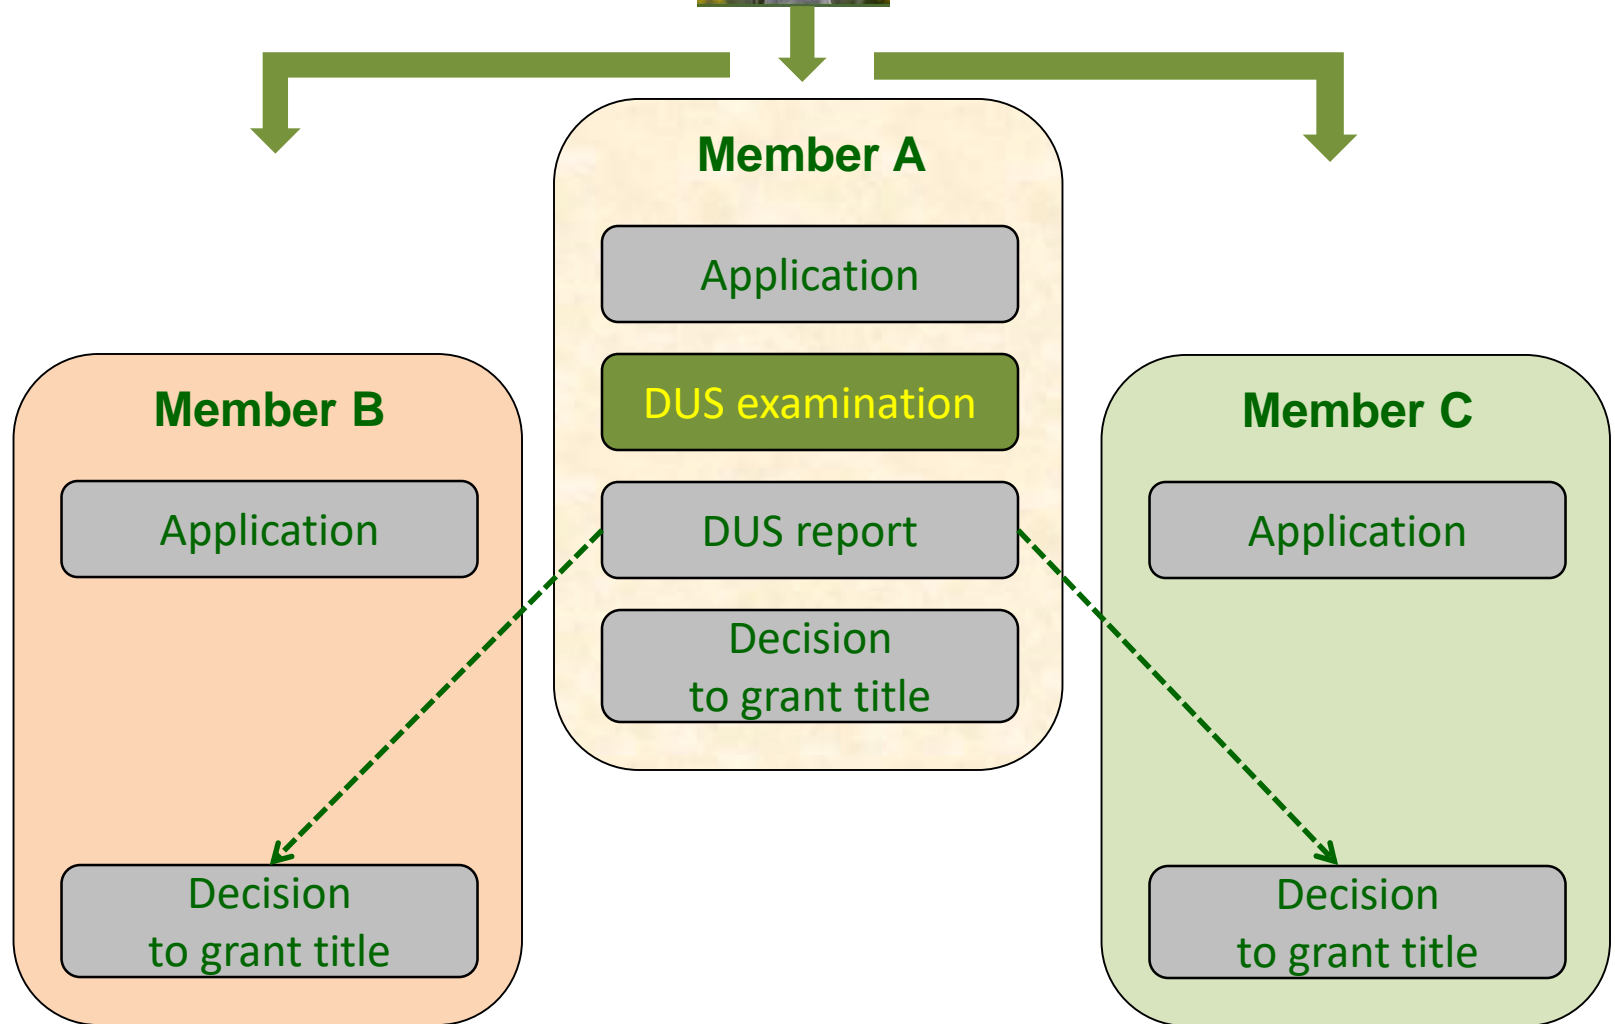 Member A
Application
DUS examination
DUS report
Decision
to grant title
Member B
Application
Decision
to grant title
Member C
Application
Decision
to grant title